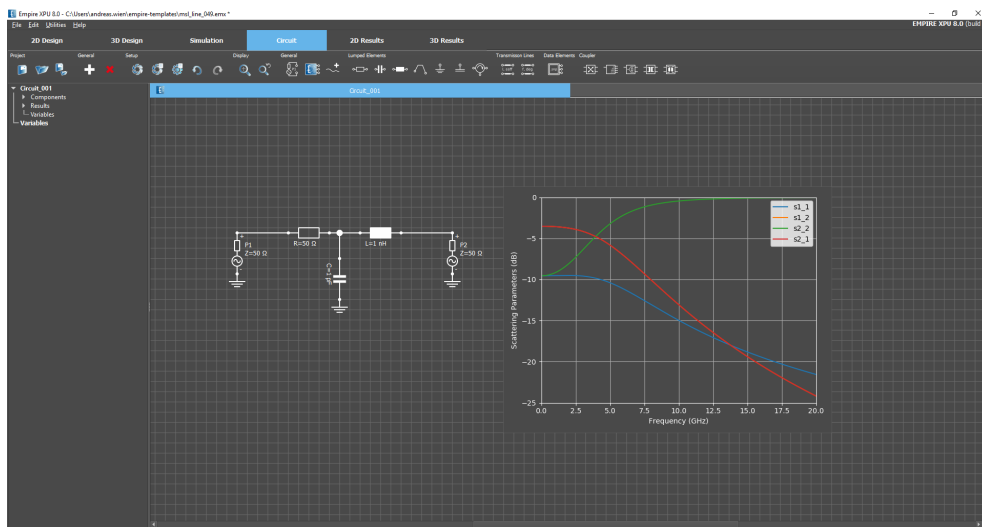 Empire XPU 8.0 - C:\Users\andreas.wien\empire-templates\msl_line_049.emx *
File Edit Utilities Help
EMPIRE XPU 8.0 (buil
2D Design 3D Design Simulation Circuit 2D Results 3D Results
Project General Setup Display General Lumped Elements Transmission Lines Data Elements Coupler
Circuit_001
Components
Results
Variables
Variables
Circuit_001
P1
Z=50 Ω
R=50 Ω
C=1 pF
L=1 nH
P2
Z=50 Ω
s1_1
s1_2
s2_2
s2_1
Scattering Parameters (dB)
0
−5
−10
−15
−20
−25
0.0 2.5 5.0 7.5 10.0 12.5 15.0 17.5 20.0
Frequency (GHz)